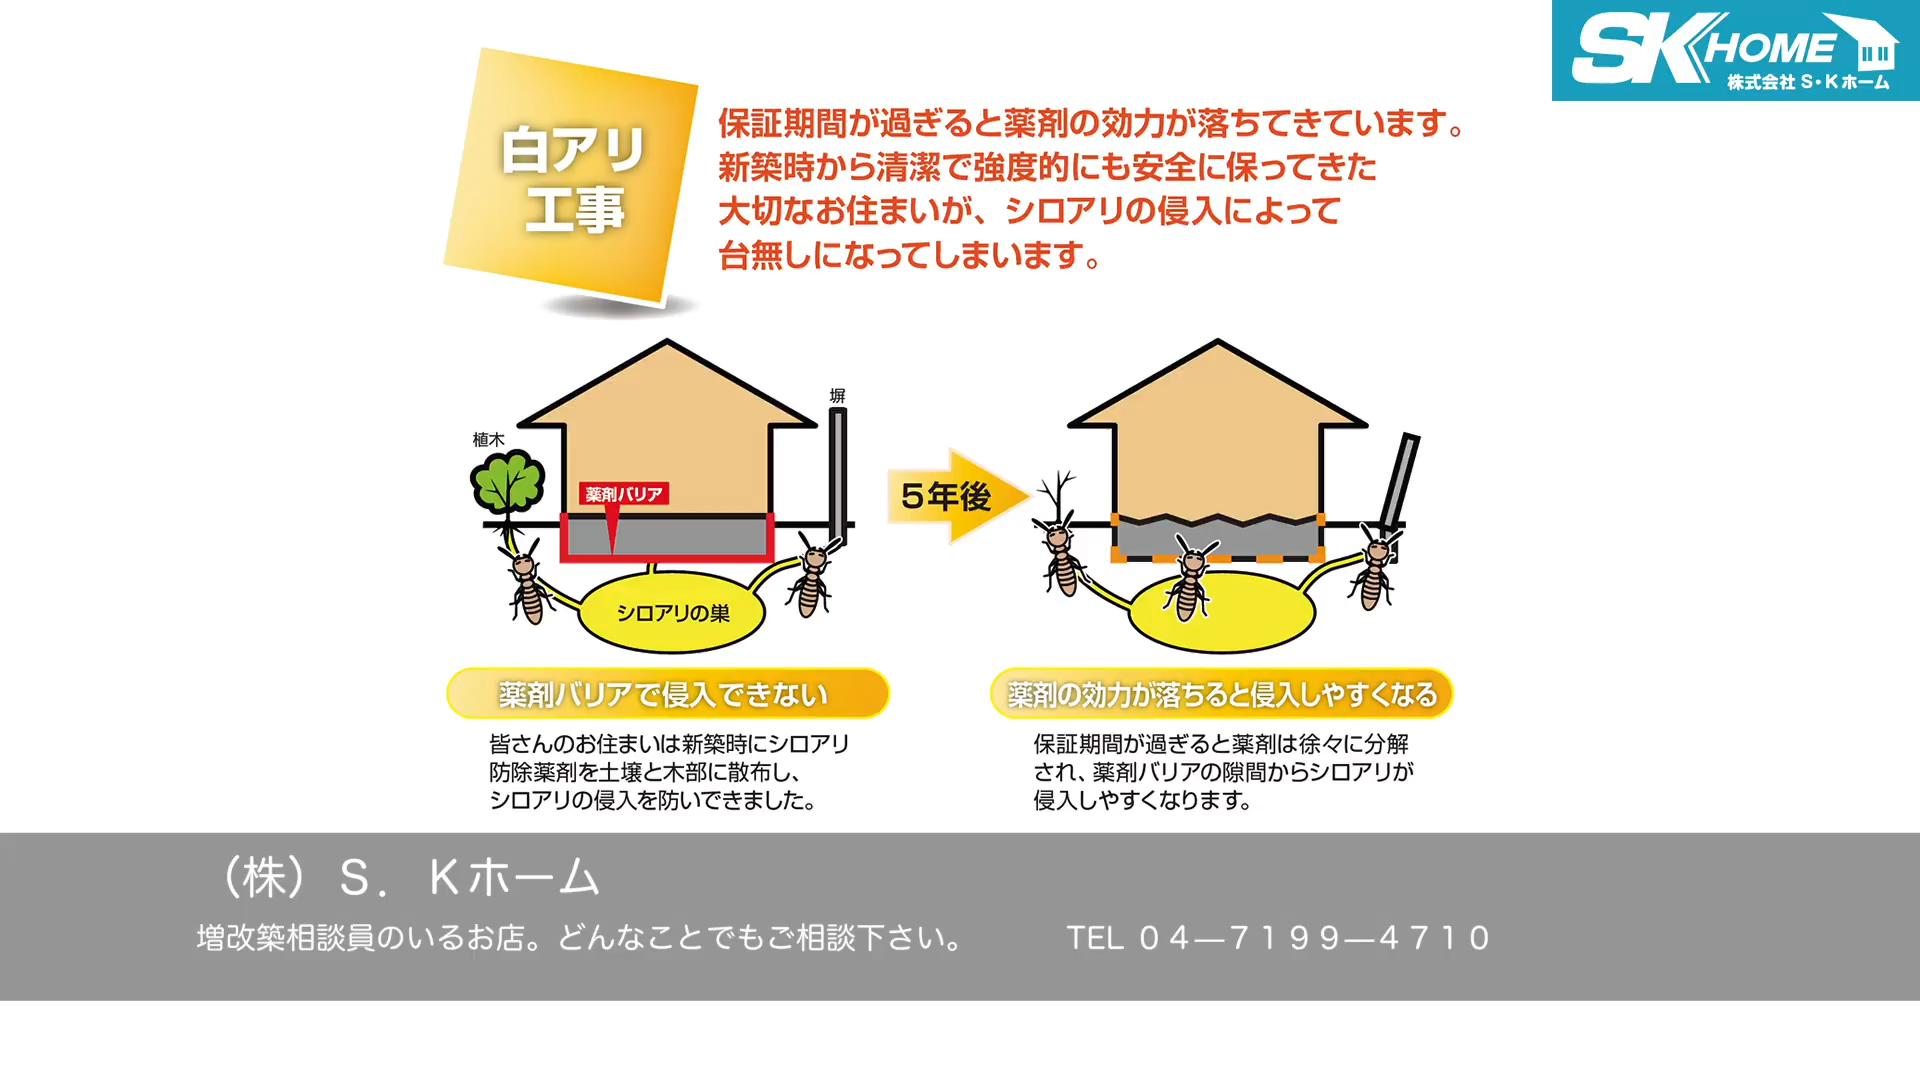 SK HOME
株式会社 S・Kホーム
白アリ
工事
保証期間が過ぎると薬剤の効力が落ちてきています。
新築時から清潔で強度的にも安全に保ってきた
大切なお住まいが、シロアリの侵入によって
台無しになってしまいます。
塀
植木
薬剤バリア
シロアリの巣
5年後
薬剤バリアで侵入できない
皆さんのお住まいは新築時にシロアリ
防除薬剤を土壌と木部に散布し、
シロアリの侵入を防いできました。
薬剤の効力が落ちると侵入しやすくなる
保証期間が過ぎると薬剤は徐々に分解
され、薬剤バリアの隙間からシロアリが
侵入しやすくなります。
（株）Ｓ．Ｋホーム
増改築相談員のいるお店。どんなことでもご相談下さい。 TEL ０４―７１９９―４７１０